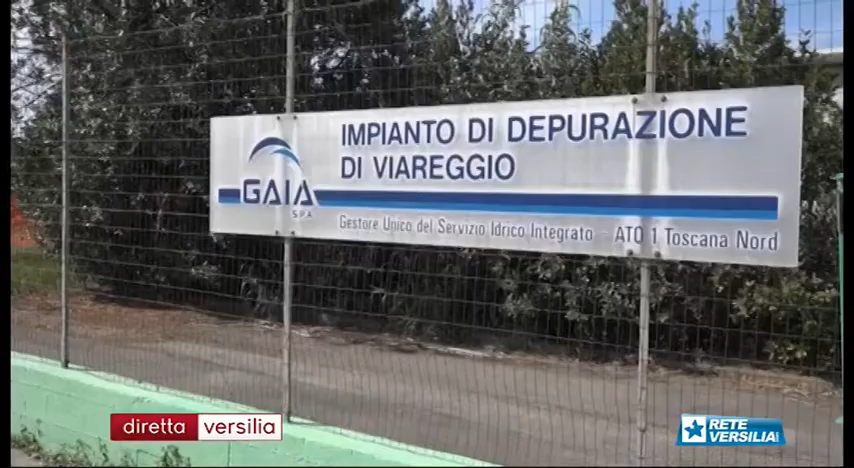 IMPIANTO DI DEPURAZIONE
DI VIAREGGIO
GAIA
SPA
Gestore Unico del Servizio Idrico Integrato - ATO 1 Toscana Nord
diretta versilia
RETE
VERSILIA